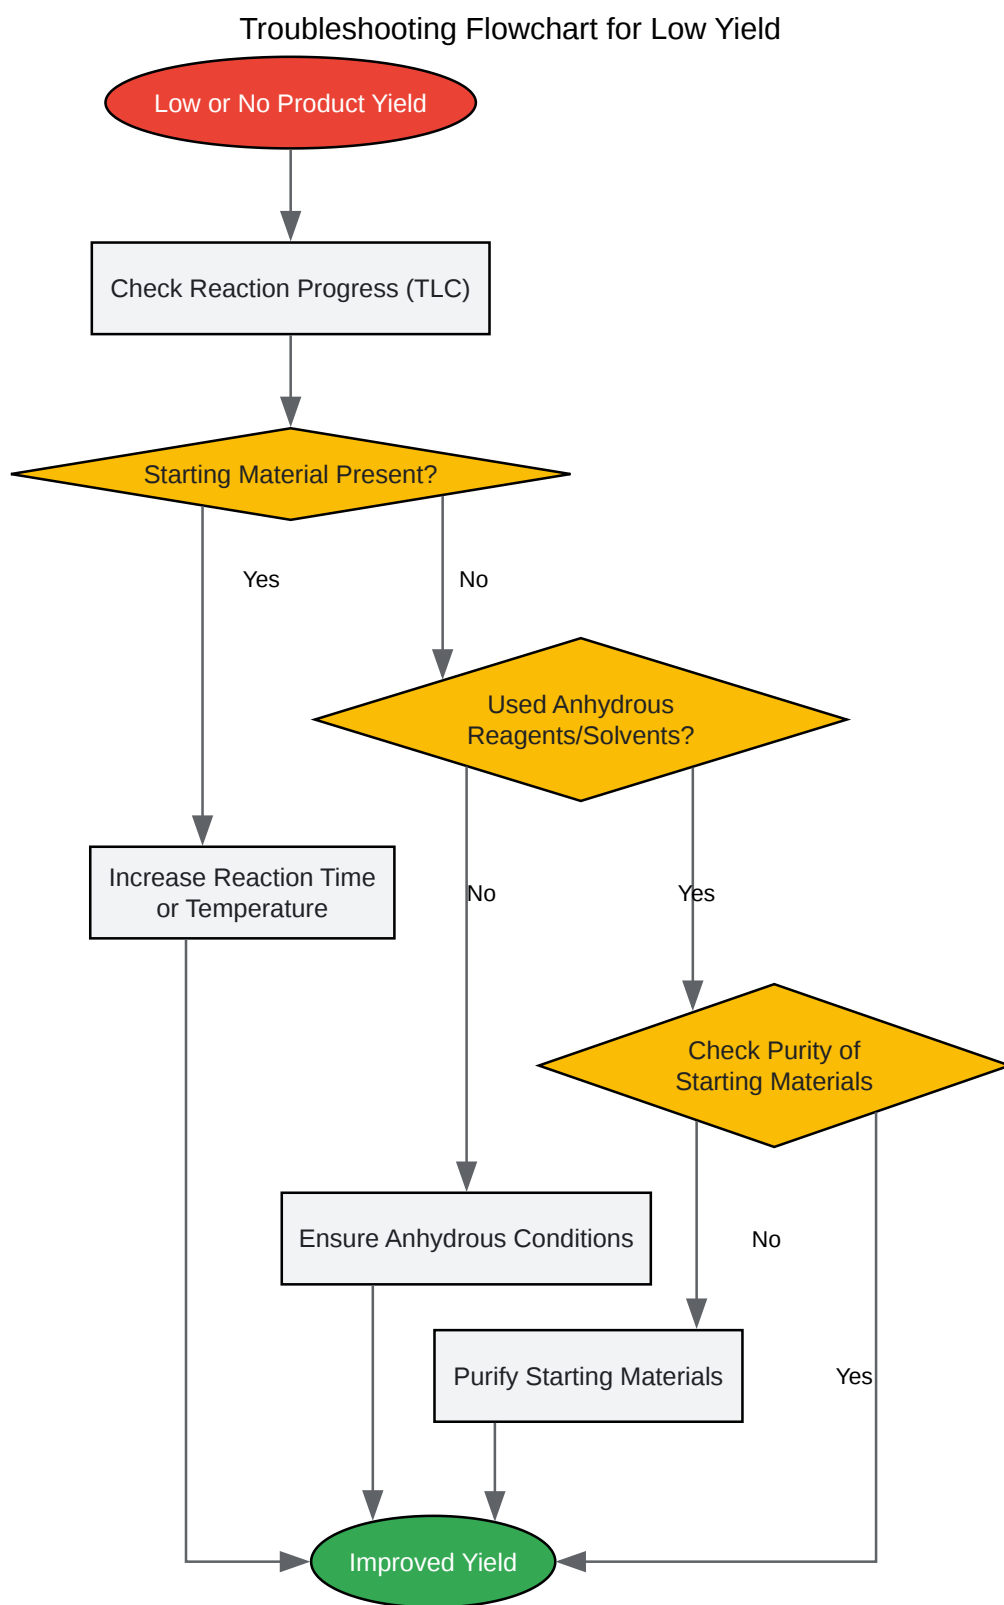 Troubleshooting Flowchart for Low Yield
Low or No Product Yield
Check Reaction Progress (TLC)
Starting Material Present?
Yes
No
Used Anhydrous
Reagents/Solvents?
Increase Reaction Time
or Temperature
No
Yes
Check Purity of
Starting Materials
Ensure Anhydrous Conditions
No
Purify Starting Materials
Yes
Improved Yield